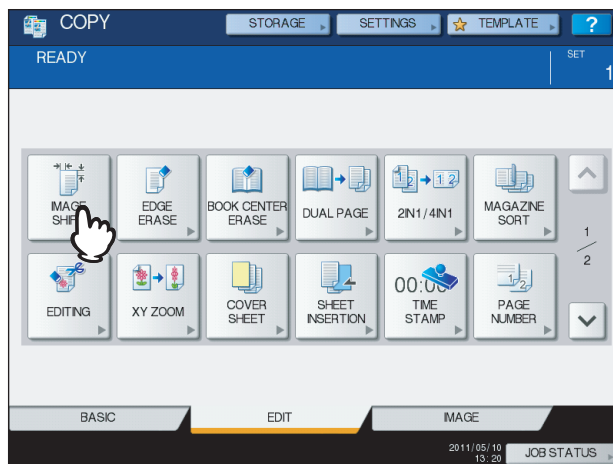 COPY
STORAGE
SETTINGS
TEMPLATE
?
READY
SET
1
IMAGE
SHIFT
EDGE
ERASE
BOOK CENTER
ERASE
DUAL PAGE
2IN1/4IN1
MAGAZINE
SORT
1
2
EDITING
XY ZOOM
COVER
SHEET
SHEET
INSERTION
00:00
TIME
STAMP
PAGE
NUMBER
BASIC
EDIT
IMAGE
2011/05/10
13:20
JOB STATUS